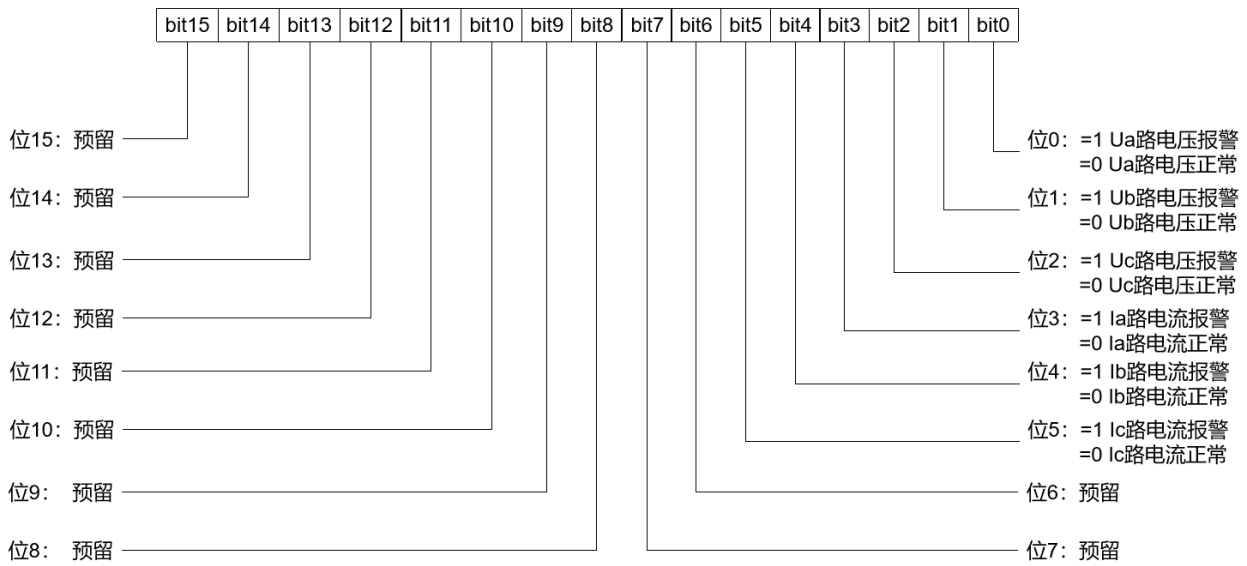 bit15 bit14 bit13 bit12 bit11 bit10 bit9 bit8 bit7 bit6 bit5 bit4 bit3 bit2 bit1 bit0
位15：预留
位14：预留
位13：预留
位12：预留
位11：预留
位10：预留
位9： 预留
位8： 预留
位0：=1 Ua路电压报警
=0 Ua路电压正常
位1：=1 Ub路电压报警
=0 Ub路电压正常
位2：=1 Uc路电压报警
=0 Uc路电压正常
位3：=1 Ia路电流报警
=0 Ia路电流正常
位4：=1 Ib路电流报警
=0 Ib路电流正常
位5：=1 Ic路电流报警
=0 Ic路电流正常
位6：预留
位7：预留